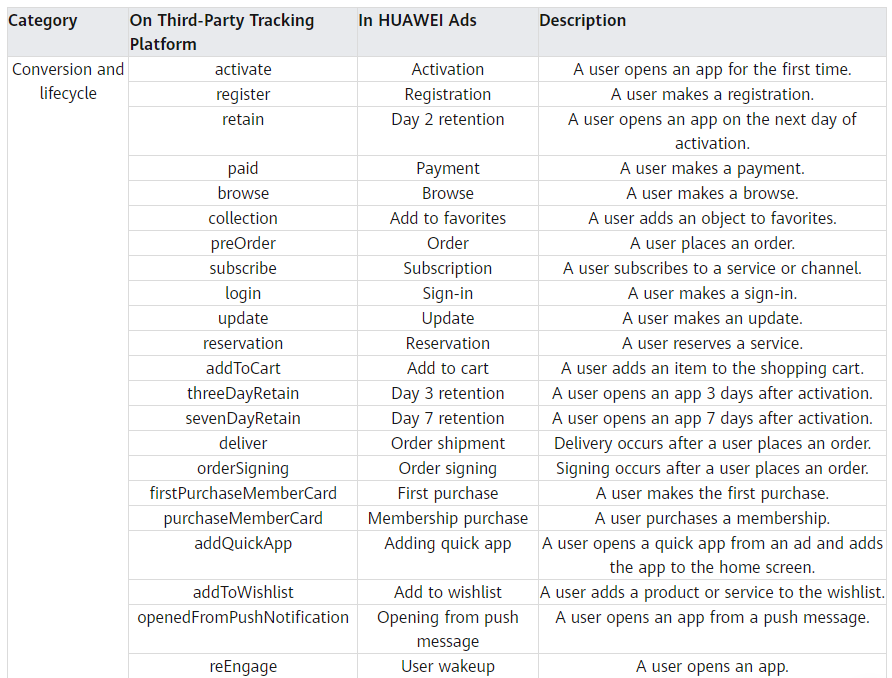 Category On Third-Party Tracking In HUAWEI Ads Description
Platform
Conversion and activate Activation A user opens an app for the first time.
lifecycle register Registration A user makes a registration.
retain Day 2 retention A user opens an app on the next day of
activation.
paid Payment A user makes a payment.
browse Browse A user makes a browse.
collection Add to favorites A user adds an object to favorites.
preOrder Order A user places an order.
subscribe Subscription A user subscribes to a service or channel.
login Sign-in A user makes a sign-in.
update Update A user makes an update.
reservation Reservation A user reserves a service.
addToCart Add to cart A user adds an item to the shopping cart.
threeDayRetain Day 3 retention A user opens an app 3 days after activation.
sevenDayRetain Day 7 retention A user opens an app 7 days after activation.
deliver Order shipment Delivery occurs after a user places an order.
orderSigning Order signing Signing occurs after a user places an order.
firstPurchaseMemberCard First purchase A user makes the first purchase.
purchaseMemberCard Membership purchase A user purchases a membership.
addQuickApp Adding quick app A user opens a quick app from an ad and adds
the app to the home screen.
addToWishlist Add to wishlist A user adds a product or service to the wishlist.
openedFromPushNotification Opening from push A user opens an app from a push message.
message
reEngage User wakeup A user opens an app.